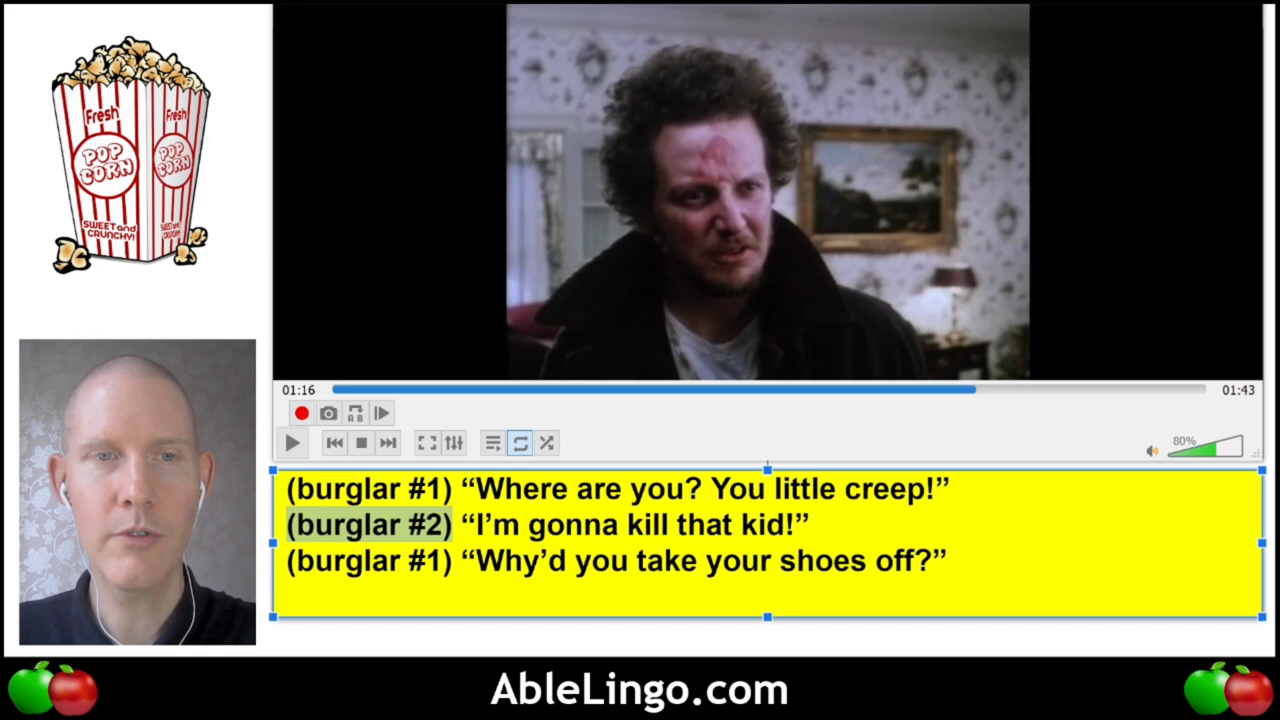 Fresh
Fresh
POP
CORN
POP
CORN
SWEET and
CRUNCHY!
01:16
01:43
A B
80%
(burglar #1) “Where are you? You little creep!”
(burglar #2) “I’m gonna kill that kid!”
(burglar #1) “Why’d you take your shoes off?”
AbleLingo.com